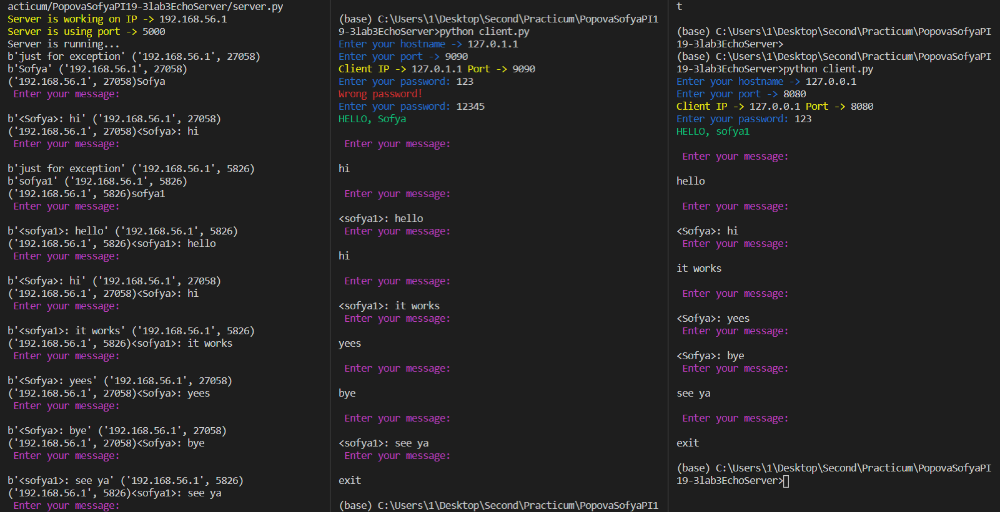 acticum/PopovaSofyaPI19-3lab3EchoServer/server.py
Server is working on IP -> 192.168.56.1
Server is using port -> 5000
Server is running...
b'just for exception' ('192.168.56.1', 27058)
b'Sofya' ('192.168.56.1', 27058)
('192.168.56.1', 27058)Sofya
Enter your message:
b'<Sofya>: hi' ('192.168.56.1', 27058)
('192.168.56.1', 27058)<Sofya>: hi
Enter your message:
b'just for exception' ('192.168.56.1', 5826)
b'sofya1' ('192.168.56.1', 5826)
('192.168.56.1', 5826)sofya1
Enter your message:
b'<sofya1>: hello' ('192.168.56.1', 5826)
('192.168.56.1', 5826)<sofya1>: hello
Enter your message:
b'<Sofya>: hi' ('192.168.56.1', 27058)
('192.168.56.1', 27058)<Sofya>: hi
Enter your message:
b'<sofya1>: it works' ('192.168.56.1', 5826)
('192.168.56.1', 5826)<sofya1>: it works
Enter your message:
b'<Sofya>: yees' ('192.168.56.1', 27058)
('192.168.56.1', 27058)<Sofya>: yees
Enter your message:
b'<Sofya>: bye' ('192.168.56.1', 27058)
('192.168.56.1', 27058)<Sofya>: bye
Enter your message:
b'<sofya1>: see ya' ('192.168.56.1', 5826)
('192.168.56.1', 5826)<sofya1>: see ya
Enter your message:
(base) C:\Users\1\Desktop\Second\Practicum\PopovaSofyaPI1
9-3lab3EchoServer>python client.py
Enter your hostname -> 127.0.1.1
Enter your port -> 9090
Client IP -> 127.0.1.1 Port -> 9090
Enter your password: 123
Wrong password!
Enter your password: 12345
HELLO, Sofya
Enter your message:
hi
Enter your message:
<sofya1>: hello
Enter your message:
hi
Enter your message:
<sofya1>: it works
Enter your message:
yees
Enter your message:
bye
Enter your message:
<sofya1>: see ya
Enter your message:
exit
(base) C:\Users\1\Desktop\Second\Practicum\PopovaSofyaPI1
t
(base) C:\Users\1\Desktop\Second\Practicum\PopovaSofyaPI
19-3lab3EchoServer>
(base) C:\Users\1\Desktop\Second\Practicum\PopovaSofyaPI
19-3lab3EchoServer>python client.py
Enter your hostname -> 127.0.0.1
Enter your port -> 8080
Client IP -> 127.0.0.1 Port -> 8080
Enter your password: 123
HELLO, sofya1
Enter your message:
hello
Enter your message:
<Sofya>: hi
Enter your message:
it works
Enter your message:
<Sofya>: yees
Enter your message:
<Sofya>: bye
Enter your message:
see ya
Enter your message:
exit
(base) C:\Users\1\Desktop\Second\Practicum\PopovaSofyaPI
19-3lab3EchoServer>